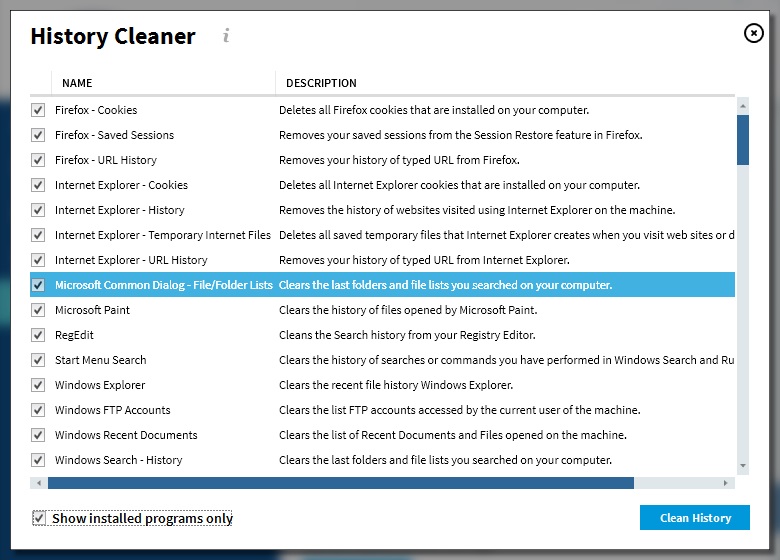 History Cleaner i
NAME DESCRIPTION
Firefox - Cookies Deletes all Firefox cookies that are installed on your computer.
Firefox - Saved Sessions Removes your saved sessions from the Session Restore feature in Firefox.
Firefox - URL History Removes your history of typed URL from Firefox.
Internet Explorer - Cookies Deletes all Internet Explorer cookies that are installed on your computer.
Internet Explorer - History Removes the history of websites visited using Internet Explorer on the machine.
Internet Explorer - Temporary Internet Files Deletes all saved temporary files that Internet Explorer creates when you visit web sites or d
Internet Explorer - URL History Removes your history of typed URL from Internet Explorer.
Microsoft Common Dialog - File/Folder Lists Clears the last folders and file lists you searched on your computer.
Microsoft Paint Clears the history of files opened by Microsoft Paint.
RegEdit Cleans the Search history from your Registry Editor.
Start Menu Search Clears the history of searches or commands you have performed in Windows Search and Ru
Windows Explorer Clears the recent file history Windows Explorer.
Windows FTP Accounts Clears the list FTP accounts accessed by the current user of the machine.
Windows Recent Documents Clears the list of Recent Documents and Files opened on the machine.
Windows Search - History Clears the last folders and file lists you searched on your computer.
Show installed programs only Clean History